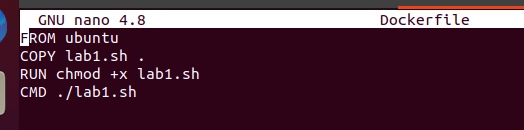 GNU nano 4.8 Dockerfile
FROM ubuntu
COPY lab1.sh .
RUN chmod +x lab1.sh
CMD ./lab1.sh